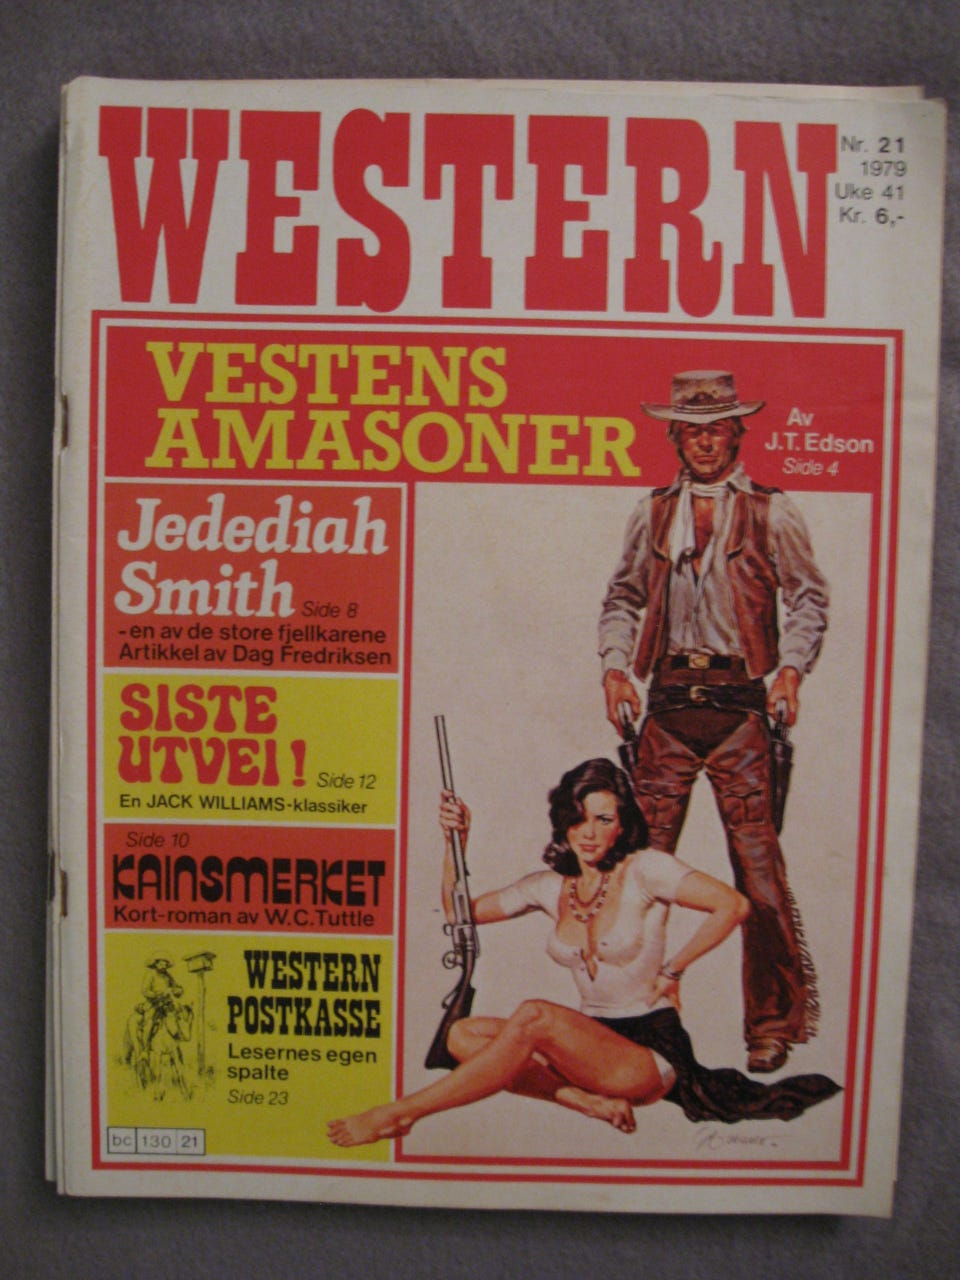 WESTERN
Nr. 21
1979
Uke 41
Kr. 6,-
VESTENS
AMASONER
Av
J.T. Edson
Side 4
Jedediah
Smith Side 8
- en av de store fjellkarene
Artikkel av Dag Fredriksen
SISTE
UTVEI! Side 12
En JACK WILLIAMS-klassiker
Side 10
KAINSMERKET
Kort-roman av W.C. Tuttle
WESTERN
POSTKASSE
Lesernes egen
spalte
Side 23
bc 130 21